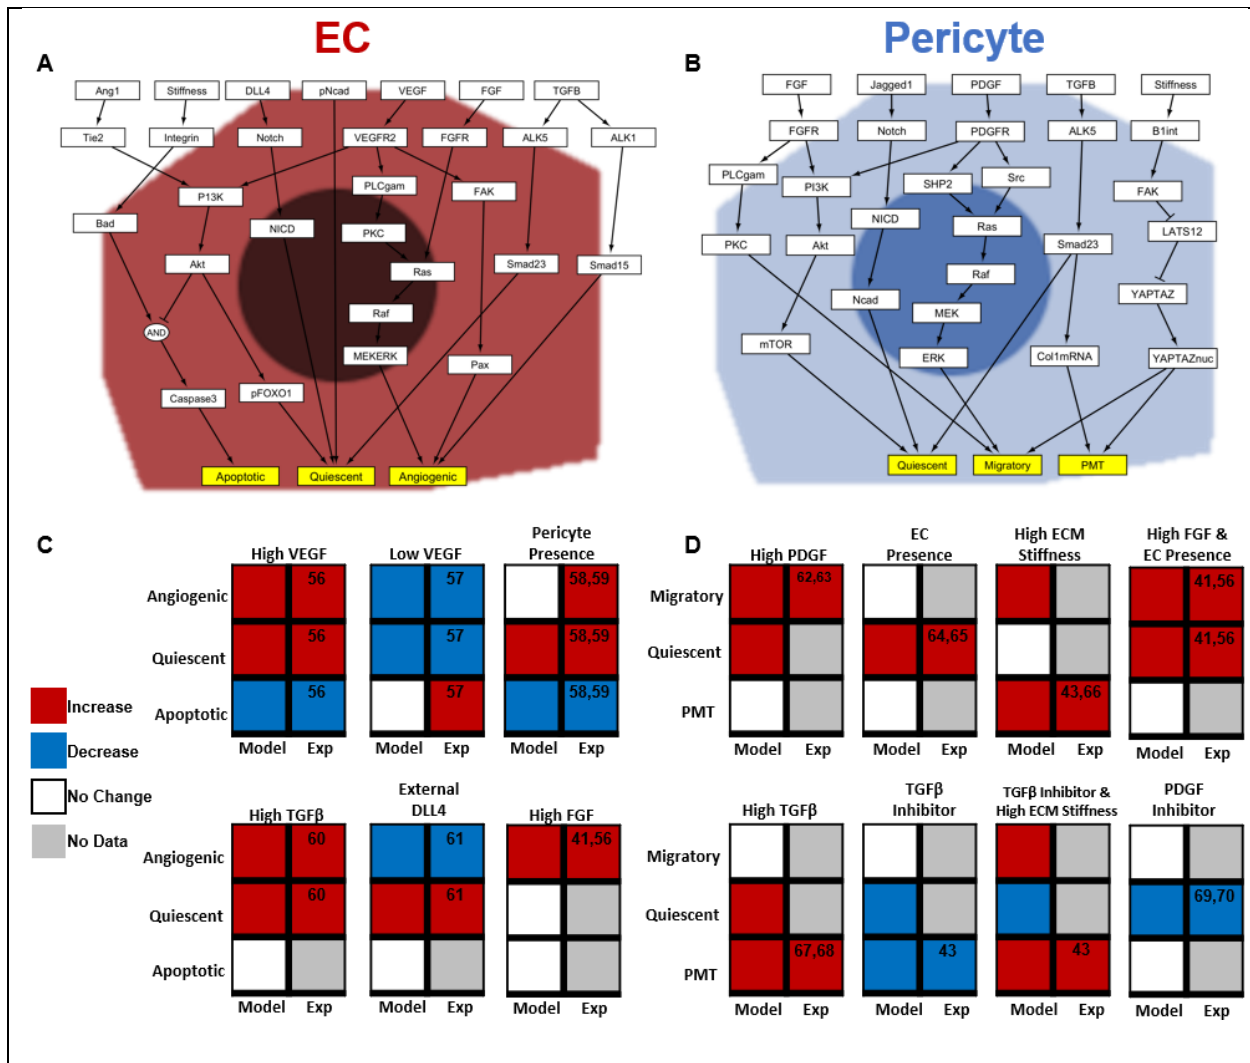 EC
Pericyte
A
B
Ang1 Stiffness DLL4 pNcad VEGF FGF TGFB
FGF Jagged1 PDGF TGFB Stiffness
Tie2 Integrin Notch VEGFR2 FGFR ALK5 ALK1
FGFR Notch PDGFR ALK5 B1int
P13K PLCgam FAK
PLCgam PI3K SHP2 Src FAK
Bad NICD PKC
NICD Ras LATS12
Akt Ras Smad23 Smad15
PKC Akt Raf Smad23
AND Raf
Ncad MEK YAPTAZ
MEKERK Pax
mTOR ERK Col1mRNA YAPTAZnuc
Caspase3 pFOXO1
Apoptotic Quiescent Angiogenic
Quiescent Migratory PMT
C
High VEGF Low VEGF Pericyte
Presence
Angiogenic 56 57 58,59
Quiescent 56 57 58,59
Apoptotic 56 57 58,59
Model Exp Model Exp Model Exp
Increase
Decrease
No Change
No Data
High TGFβ External
DLL4 High FGF
Angiogenic 60 61 41,56
Quiescent 60 61
Apoptotic
Model Exp Model Exp Model Exp
D
High PDGF EC
Presence High ECM
Stiffness High FGF &
EC Presence
Migratory 62,63 41,56
Quiescent 64,65 41,56
PMT 43,66
Model Exp Model Exp Model Exp Model Exp
High TGFβ TGFβ
Inhibitor TGFβ Inhibitor &
High ECM Stiffness PDGF
Inhibitor
Migratory
Quiescent 69,70
PMT 67,68 43 43
Model Exp Model Exp Model Exp Model Exp